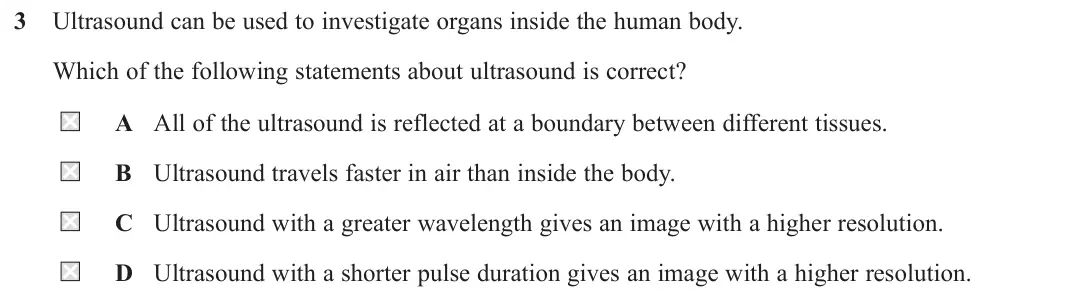 3 Ultrasound can be used to investigate organs inside the human body.
Which of the following statements about ultrasound is correct?
A All of the ultrasound is reflected at a boundary between different tissues.
B Ultrasound travels faster in air than inside the body.
C Ultrasound with a greater wavelength gives an image with a higher resolution.
D Ultrasound with a shorter pulse duration gives an image with a higher resolution.